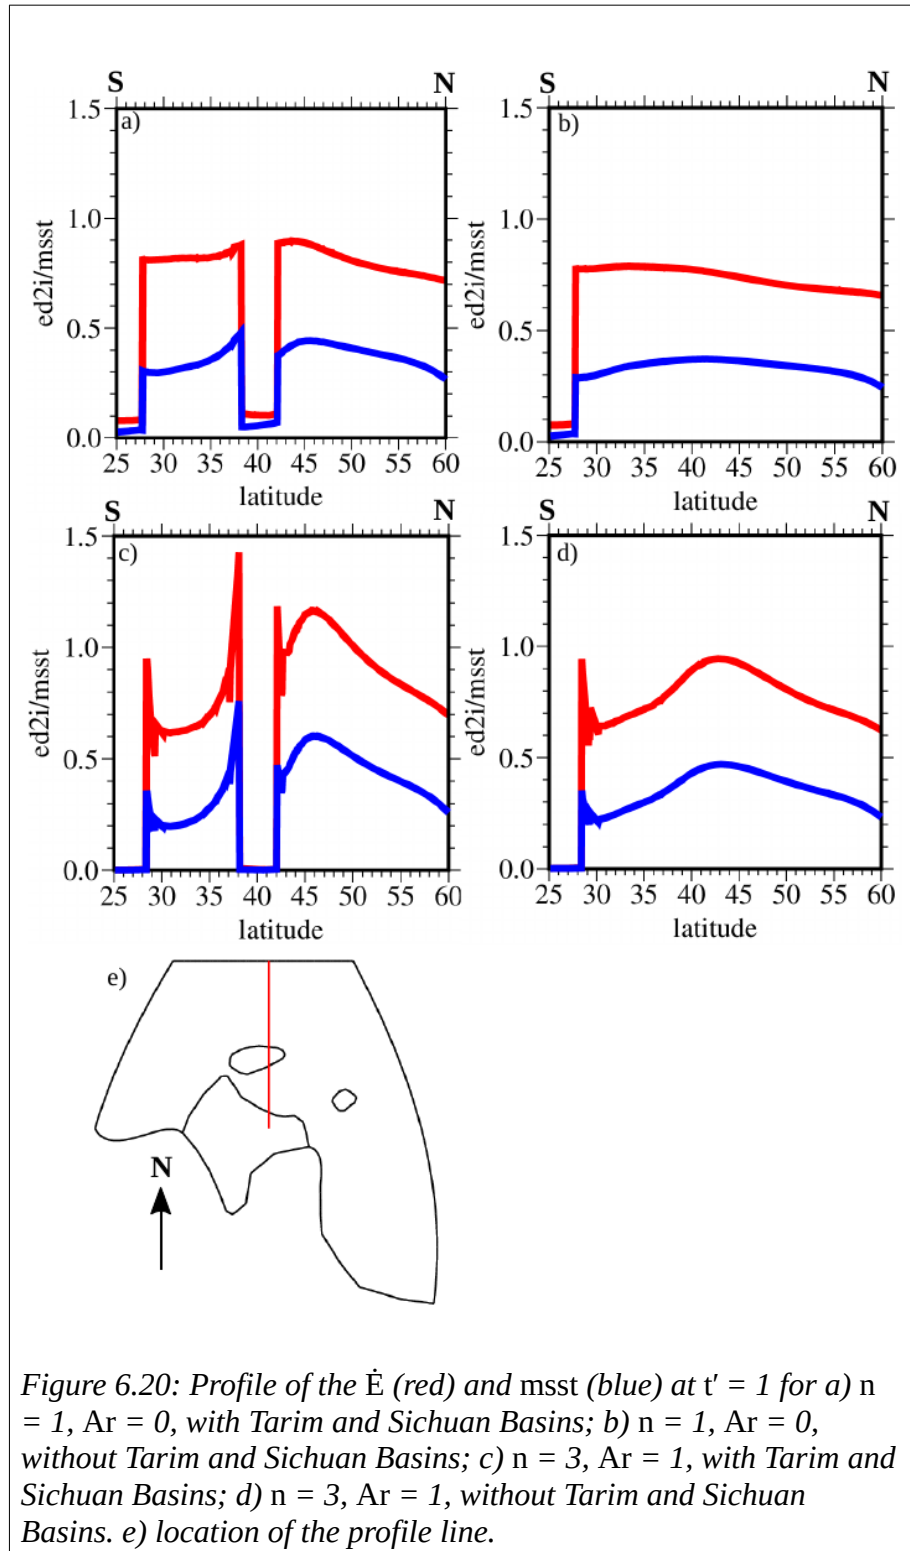 S N S N
1.5 a) 1.5 b)
1.0 1.0
ed2i/msst ed2i/msst
0.5 0.5
0.0 0.0
25 30 35 40 45 50 55 60 25 30 35 40 45 50 55 60
latitude latitude
S N S N
1.5 c) 1.5 d)
1.0 1.0
ed2i/msst ed2i/msst
0.5 0.5
0.0 0.0
25 30 35 40 45 50 55 60 25 30 35 40 45 50 55 60
latitude latitude
e)
N
Figure 6.20: Profile of the Ė (red) and msst (blue) at t′ = 1 for a) n
= 1, Ar = 0, with Tarim and Sichuan Basins; b) n = 1, Ar = 0,
without Tarim and Sichuan Basins; c) n = 3, Ar = 1, with Tarim and
Sichuan Basins; d) n = 3, Ar = 1, without Tarim and Sichuan
Basins. e) location of the profile line.